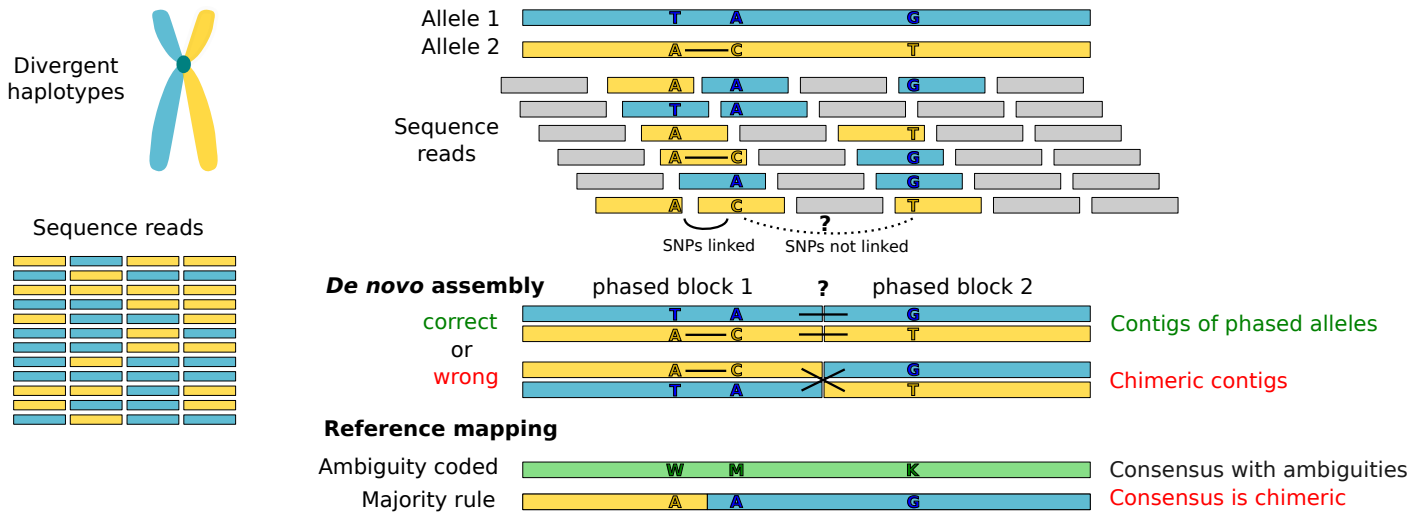 Divergent
haplotypes
Sequence reads
Allele 1 T A G
Allele 2 A C T
Sequence
reads
A A G
T A
A T
A C G
A G
A C T
?
SNPs linked SNPs not linked
De novo assembly phased block 1 ? phased block 2
correct T A G Contigs of phased alleles
A C T
or
wrong A C G Chimeric contigs
T A T
Reference mapping
Ambiguity coded W M K Consensus with ambiguities
Majority rule A A G Consensus is chimeric